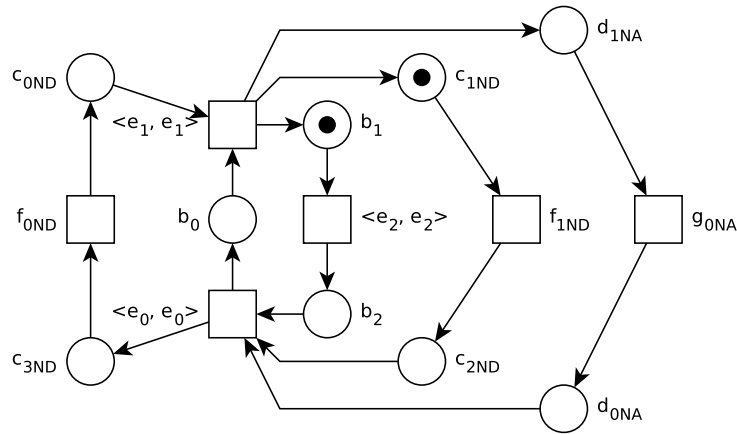 d1NA
c0ND
c1ND
<e1, e1>
b1
f0ND
b0
<e2, e2>
f1ND
g0NA
<e0, e0>
b2
c3ND
c2ND
d0NA